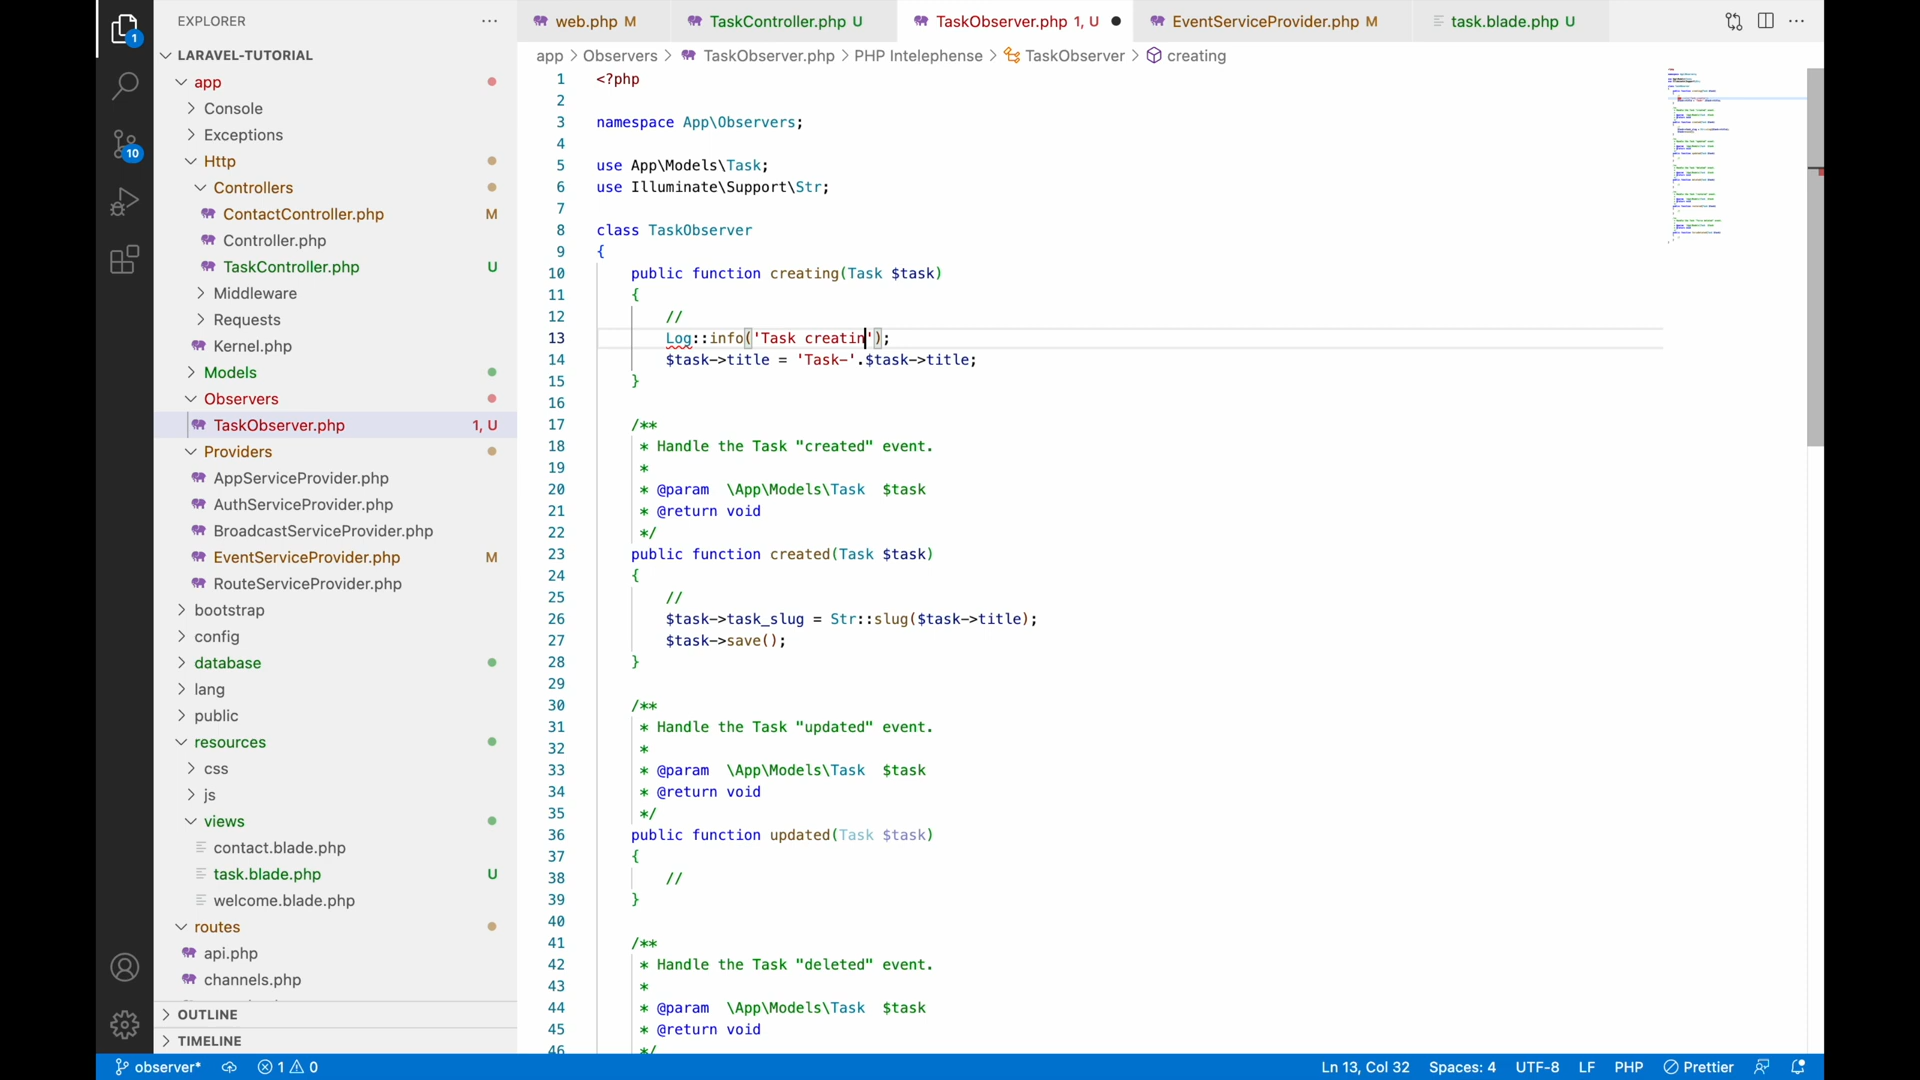 EXPLORER
LARAVEL-TUTORIAL
app
Console
Exceptions
Http
Controllers
ContactController.php M
Controller.php
TaskController.php U
Middleware
Requests
Kernel.php
Models
Observers
TaskObserver.php 1, U
Providers
AppServiceProvider.php
AuthServiceProvider.php
BroadcastServiceProvider.php
EventServiceProvider.php M
RouteServiceProvider.php
bootstrap
config
database
lang
public
resources
css
js
views
contact.blade.php
task.blade.php U
welcome.blade.php
routes
api.php
channels.php
OUTLINE
TIMELINE
1
10
web.php M
TaskController.php U
TaskObserver.php 1, U
EventServiceProvider.php M
task.blade.php U
app > Observers > TaskObserver.php > PHP Intelephense > TaskObserver > creating
1 <?php
2
3 namespace App\Observers;
4
5 use App\Models\Task;
6 use Illuminate\Support\Str;
7
8 class TaskObserver
9 {
10 public function creating(Task $task)
11 {
12 //
13 Log::info('Task creatin');
14 $task->title = 'Task-'.$task->title;
15 }
16
17 /**
18 * Handle the Task "created" event.
19 *
20 * @param  \App\Models\Task  $task
21 * @return void
22 */
23 public function created(Task $task)
24 {
25 //
26 $task->task_slug = Str::slug($task->title);
27 $task->save();
28 }
29
30 /**
31 * Handle the Task "updated" event.
32 *
33 * @param  \App\Models\Task  $task
34 * @return void
35 */
36 public function updated(Task $task)
37 {
38 //
39 }
40
41 /**
42 * Handle the Task "deleted" event.
43 *
44 * @param  \App\Models\Task  $task
45 * @return void
46 */
observer* 1 0 Ln 13, Col 32 Spaces: 4 UTF-8 LF PHP Prettier